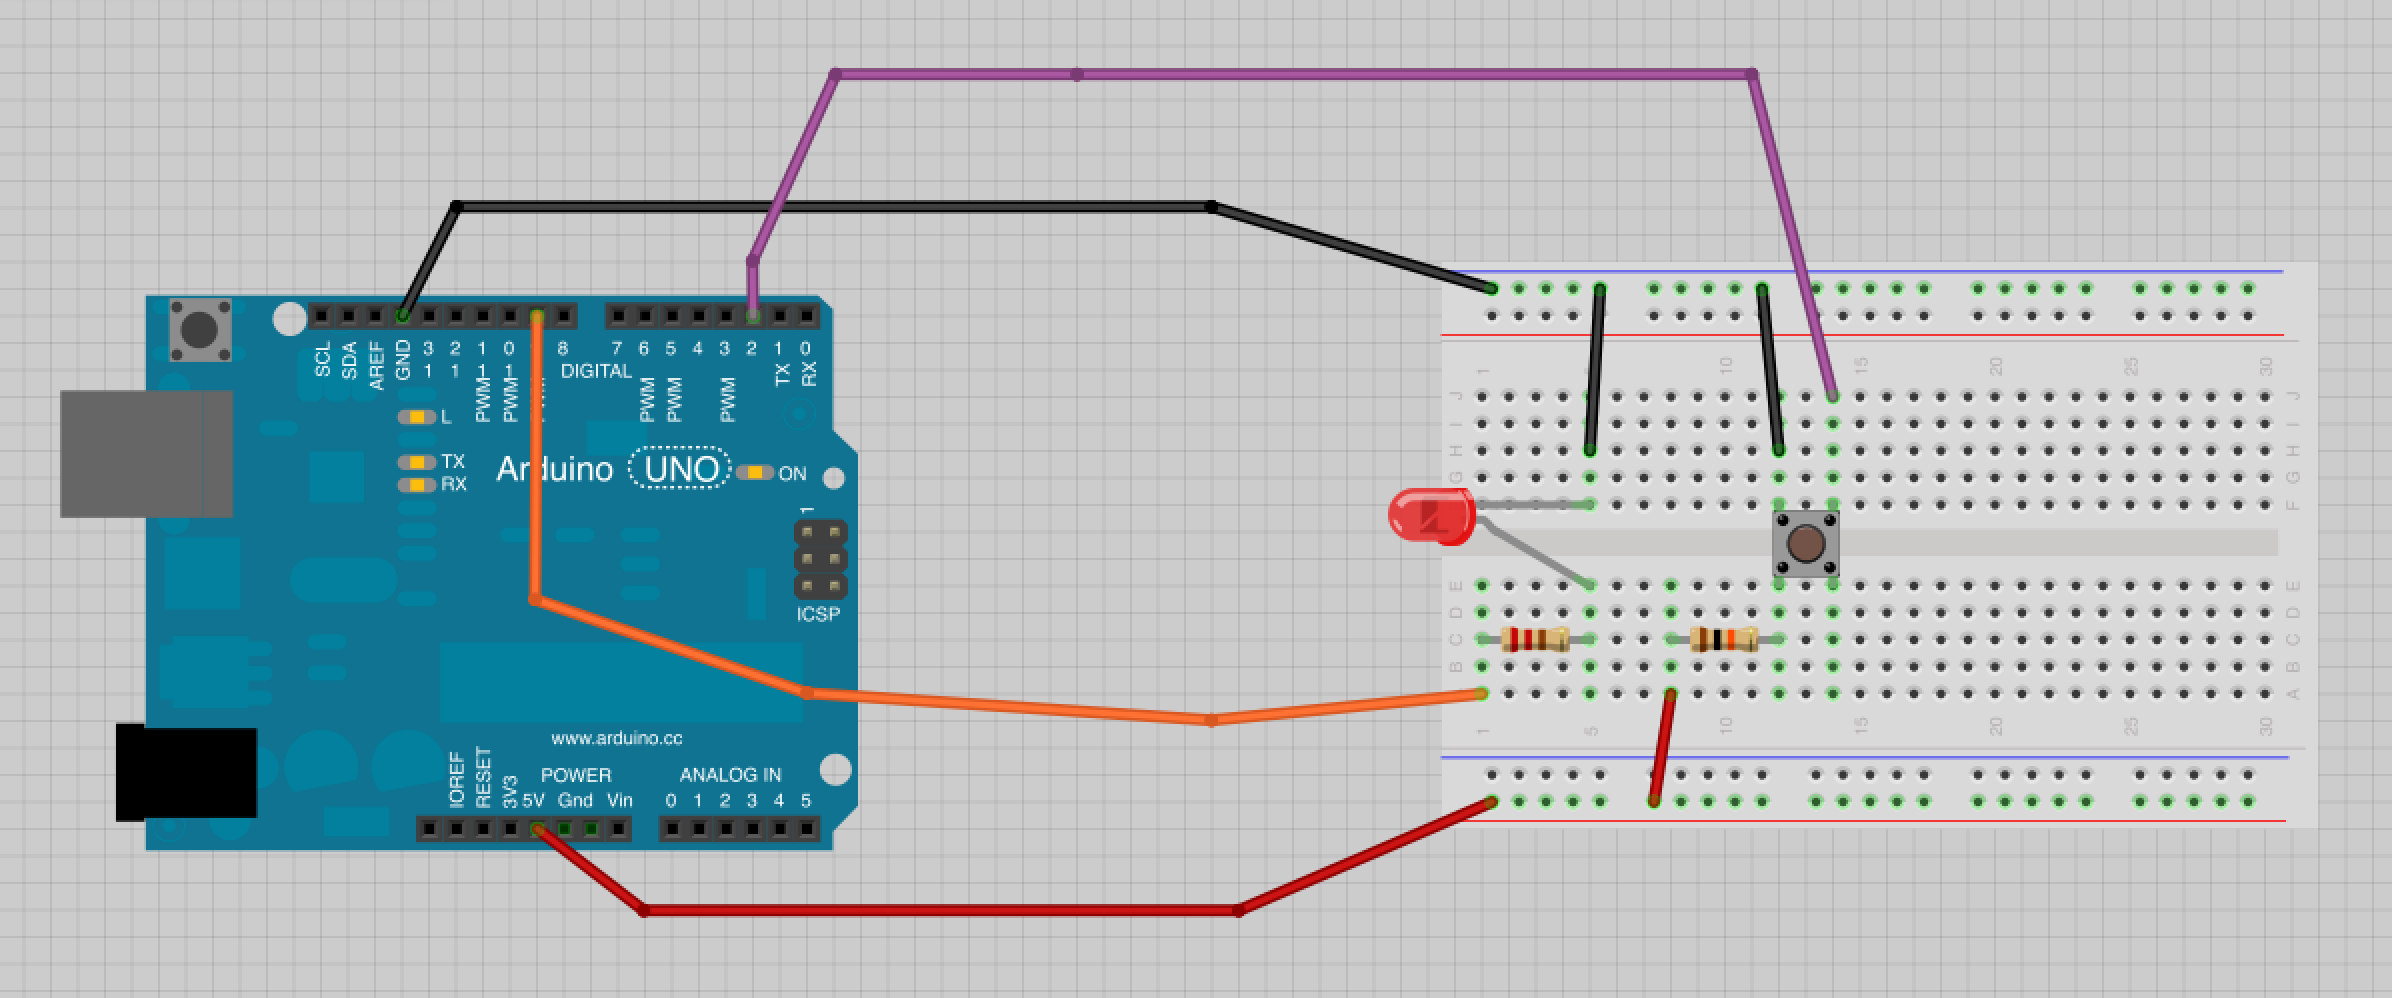 SCL SDA AREF GND 13 12 PWM 11 PWM 10 PWM 8 7 PWM 6 PWM 5 4 PWM 3 2 TX 1 RX 0
DIGITAL
L
TX
RX
Arduino UNO
ON
1
ICSP
www.arduino.cc
POWER
ANALOG IN
IOREF RESET 3V3 5V Gnd Vin
0 1 2 3 4 5
1 10 15 20 25 30
J J
I I
H H
G G
F F
E E
D D
C C
B B
A A
1 5 10 15 20 25 30